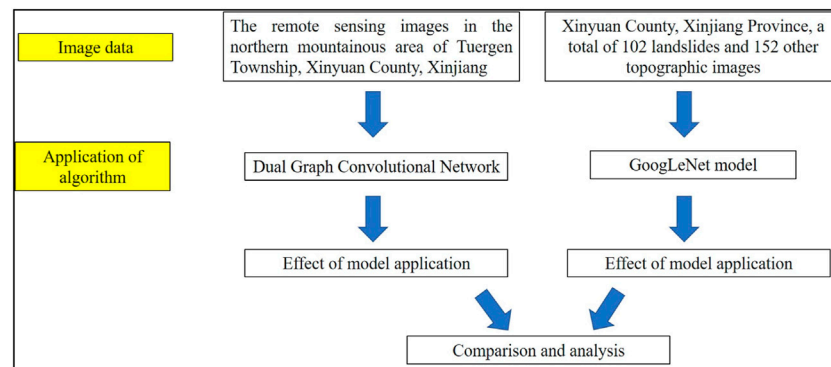 Image data
The remote sensing images in the
northern mountainous area of Tuergen
Township, Xinyuan County, Xinjiang
Xinyuan County, Xinjiang Province, a
total of 102 landslides and 152 other
topographic images
Application of
algorithm
Dual Graph Convolutional Network
GoogLeNet model
Effect of model application
Effect of model application
Comparison and analysis